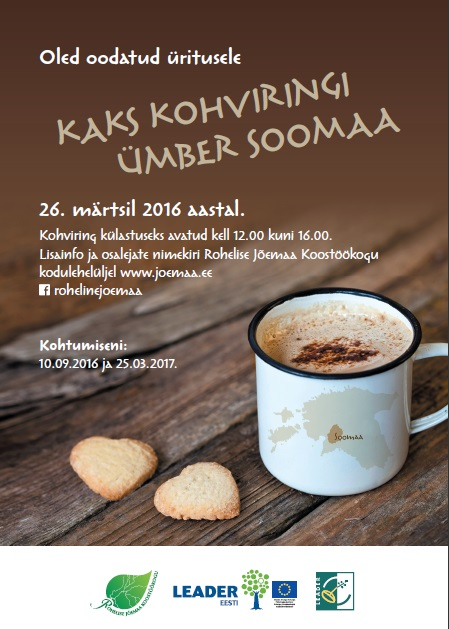 Oled oodatud üritusele
KAKS KOHVIRINGI
ÜMBER SOOMAA
26. märtsil 2016 aastal.
Kohviring külastuseks avatud kell 12.00 kuni 16.00.
Lisainfo ja osalejate nimekiri Rohelise Jõemaa Koostöökogu
kodulehelüljel www.joemaa.ee
rohelinejoemaa
Kohtumiseni:
10.09.2016 ja 25.03.2017.
Soomaa
ROHELISE JÕEMAA KOOSTÖÖKOGU
LEADER
EESTI
LEADER